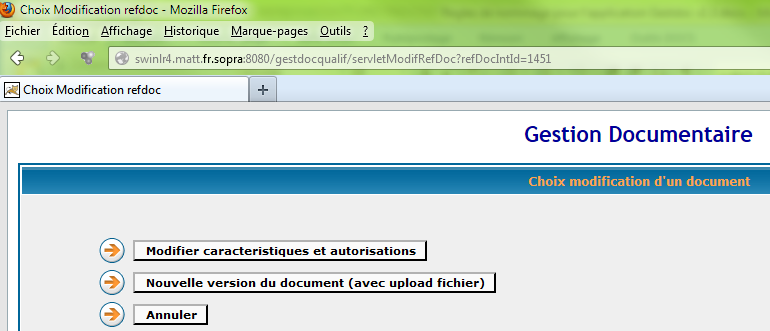 Choix Modification refdoc - Mozilla Firefox
Fichier Édition Affichage Historique Marque-pages Outils ?
swinlr4.matt.fr.sopra:8080/gestdocqualif/servletModifRefDoc?refDocIntId=1451
Choix Modification refdoc
Gestion Documentaire
Choix modification d'un document
Modifier caracteristiques et autorisations
Nouvelle version du document (avec upload fichier)
Annuler